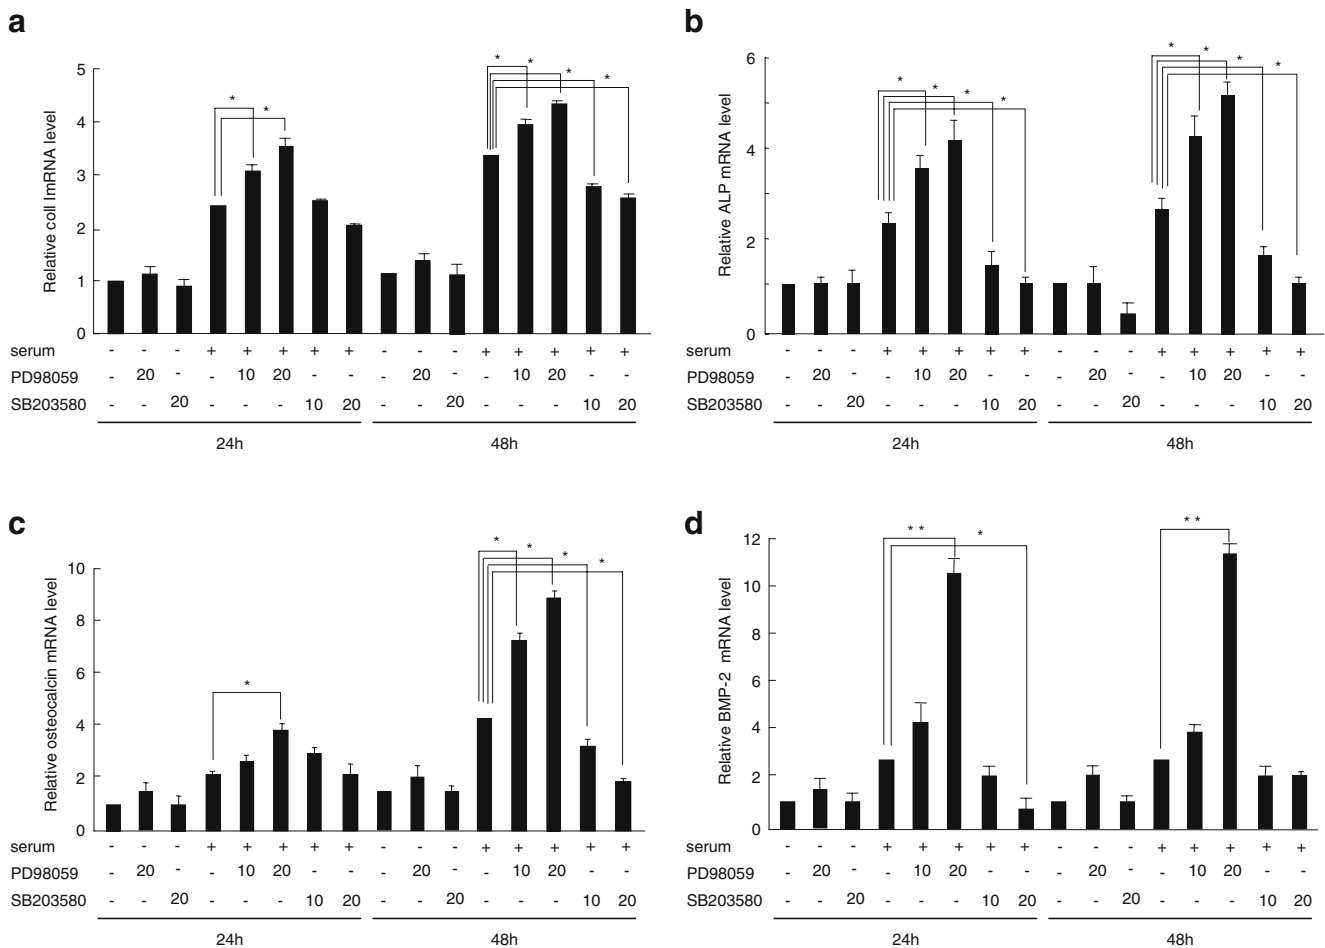 a
Relative coll ImRNA level
5
4
3
2
1
0
* *
* * * *
serum - - - + + + + + - - - + + + + +
PD98059 - 20 - - 10 20 - - - 20 - - 10 20 - -
SB203580 - - 20 - - - 10 20 - - 20 - - - 10 20
24h 48h
b
Relative ALP mRNA level
6
4
2
0
* * * *
* * * *
serum - - - + + + + + - - - + + + + +
PD98059 - 20 - - 10 20 - - - 20 - - 10 20 - -
SB203580 - - 20 - - - 10 20 - - 20 - - - 10 20
24h 48h
c
Relative osteocalcin mRNA level
10
8
6
4
2
0
*
* * * *
serum - - - + + + + + - - - + + + + +
PD98059 - 20 - - 10 20 - - - 20 - - 10 20 - -
SB203580 - - 20 - - - 10 20 - - 20 - - - 10 20
24h 48h
d
Relative BMP-2 mRNA level
12
10
8
6
4
2
0
* * *
* *
serum - - - + + + + + - - - + + + + +
PD98059 - 20 - - 10 20 - - - 20 - - 10 20 - -
SB203580 - - 20 - - - 10 20 - - 20 - - - 10 20
24h 48h